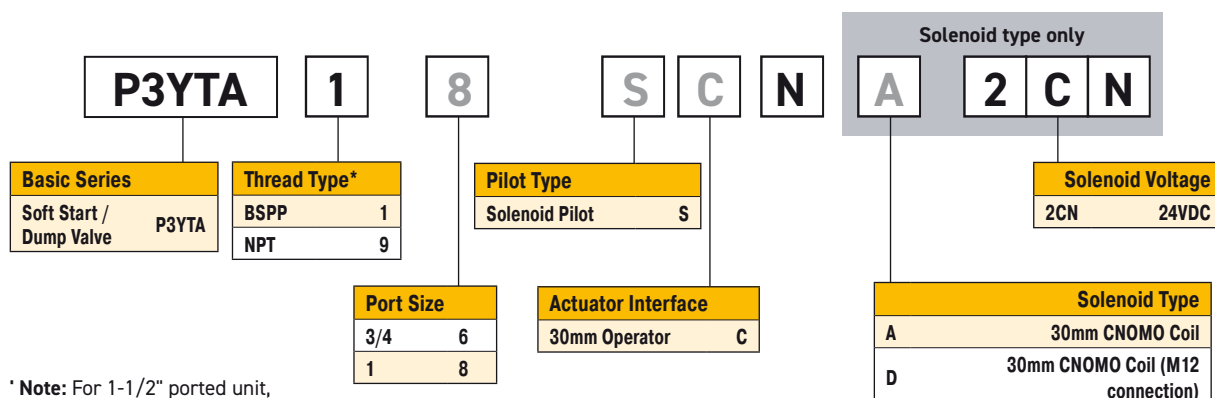 Solenoid type only
P3YTA 1 8 S C N A 2 C N
Basic Series
Soft Start / Dump Valve P3YTA
Thread Type*
BSPP 1
NPT 9
Pilot Type
Solenoid Pilot S
Solenoid Voltage
2CN 24VDC
Port Size
3/4 6
1 8
Actuator Interface
30mm Operator C
Solenoid Type
A 30mm CNOMO Coil
D 30mm CNOMO Coil (M12 connection)
* Note: For 1-1/2" ported unit,